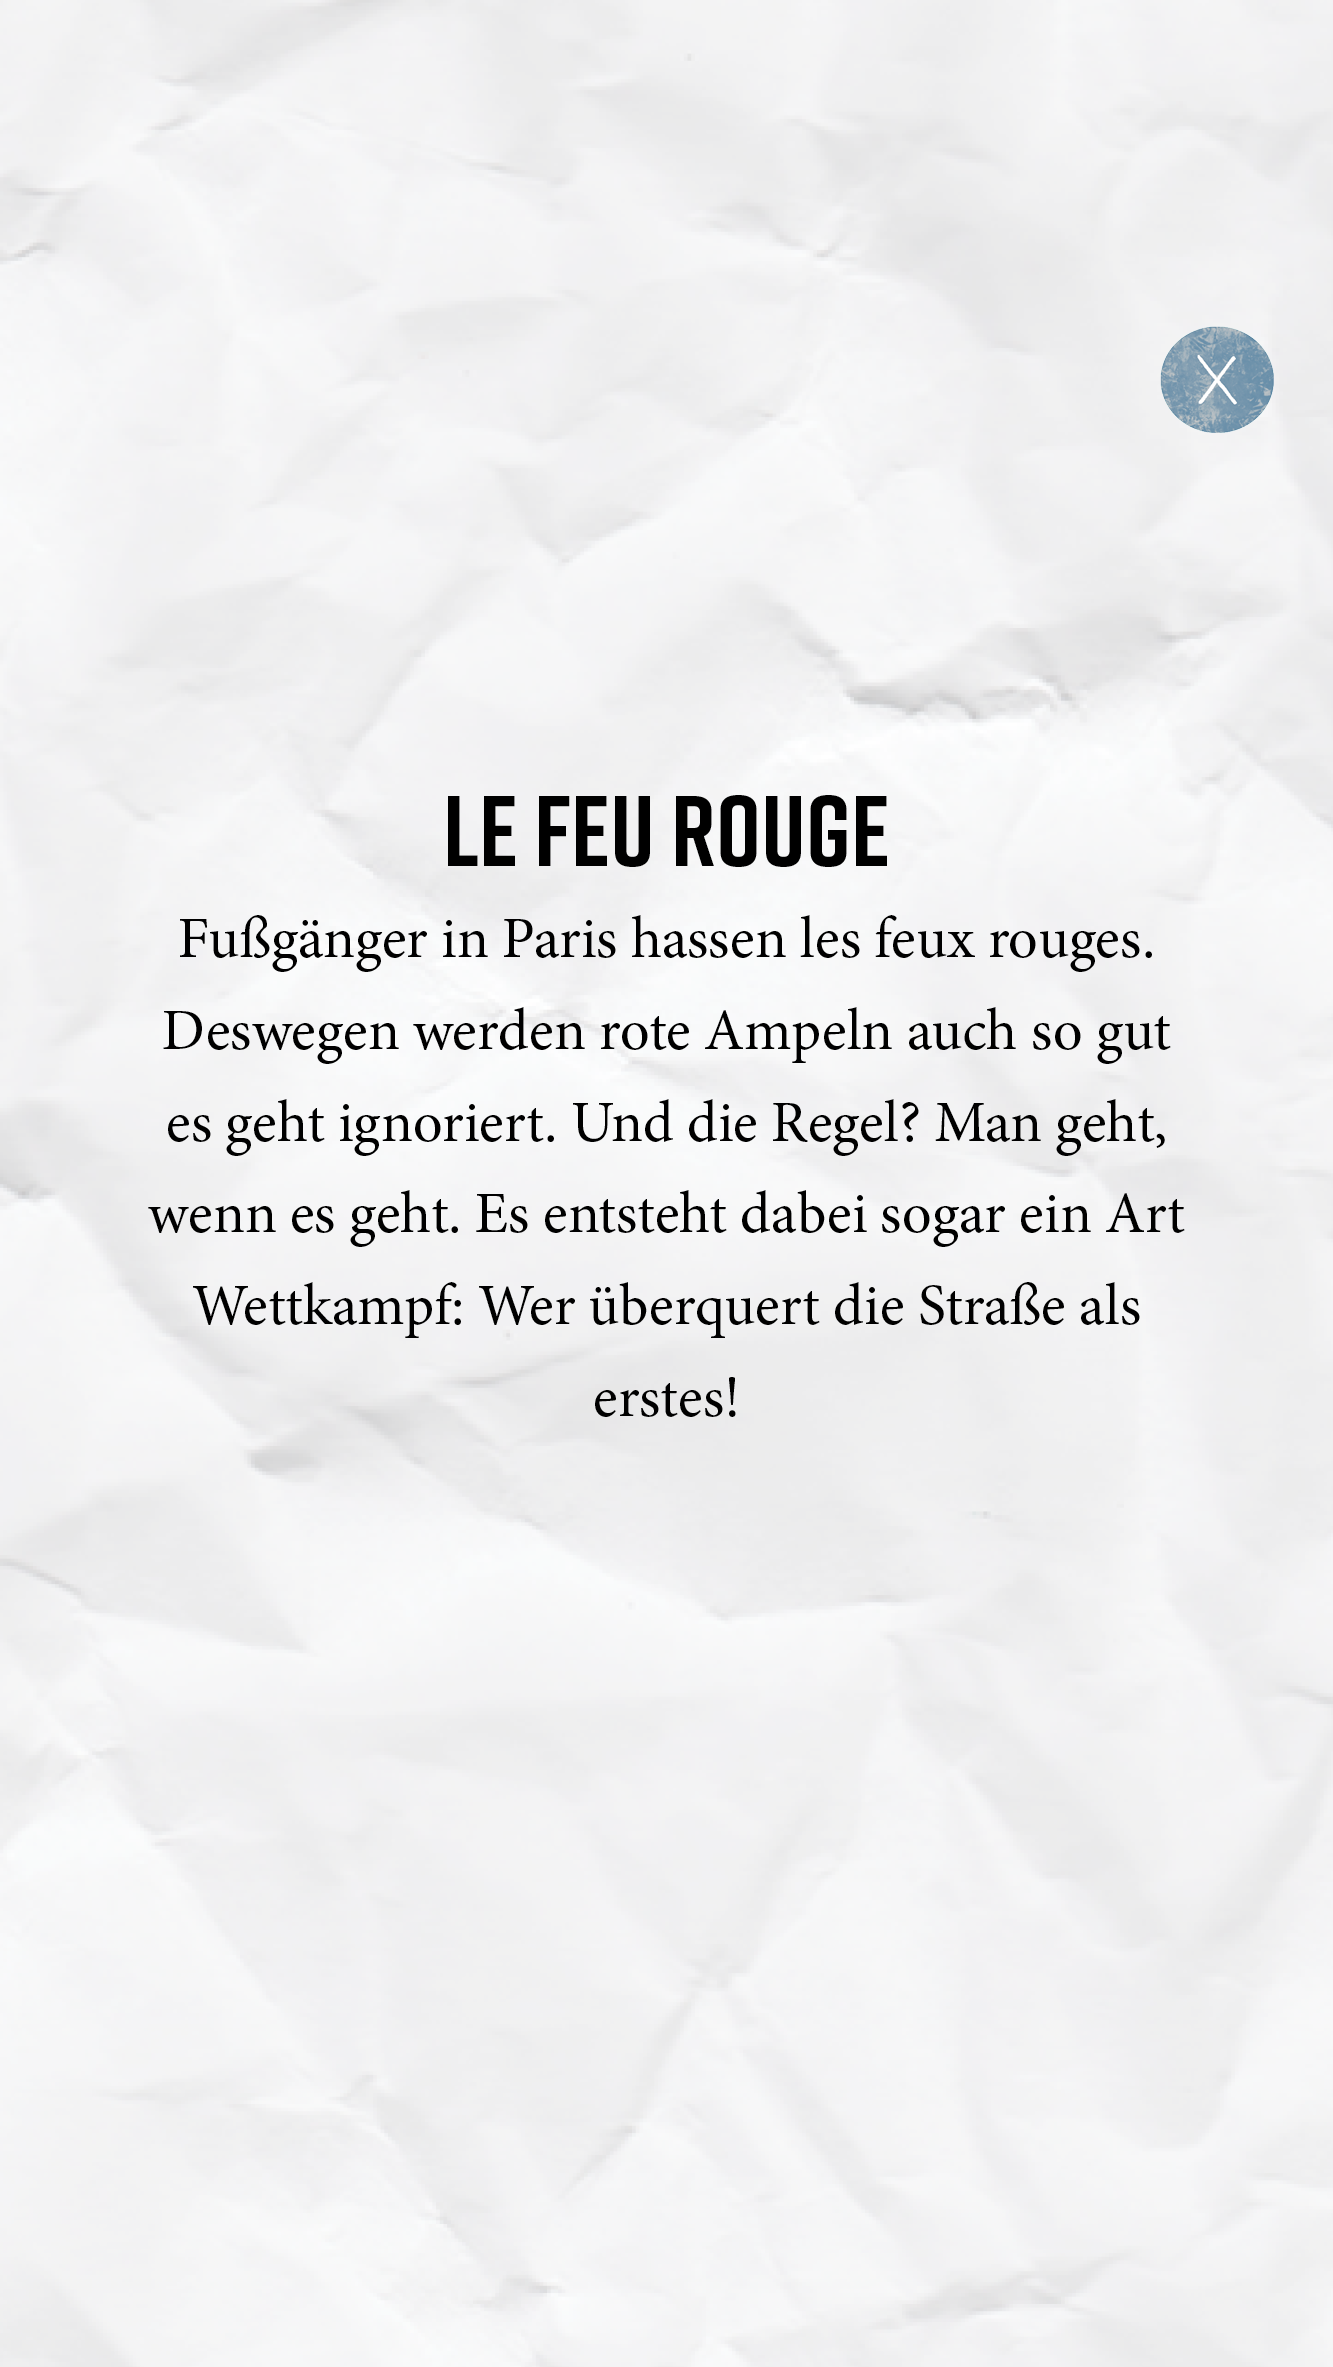 X
LE FEU ROUGE
Fußgänger in Paris hassen les feux rouges.
Deswegen werden rote Ampeln auch so gut
es geht ignoriert. Und die Regel? Man geht,
wenn es geht. Es entsteht dabei sogar ein Art
Wettkampf: Wer überquert die Straße als
erstes!